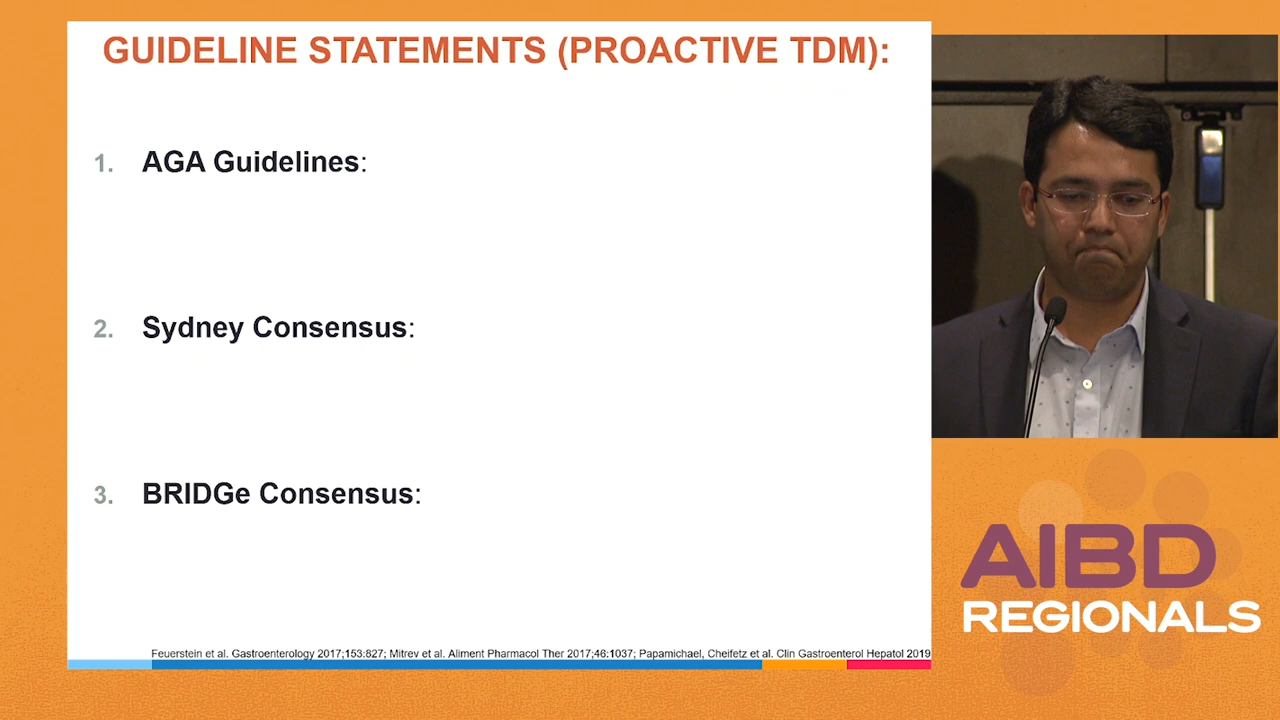 GUIDELINE STATEMENTS (PROACTIVE TDM):
1. AGA Guidelines:
2. Sydney Consensus:
3. BRIDGe Consensus:
Feuerstein et al. Gastroenterology 2017;153:827; Mitrev et al. Aliment Pharmacol Ther 2017;46:1037; Papamichael, Cheifetz et al. Clin Gastroenterol Hepatol 2019
AIBD
REGIONALS